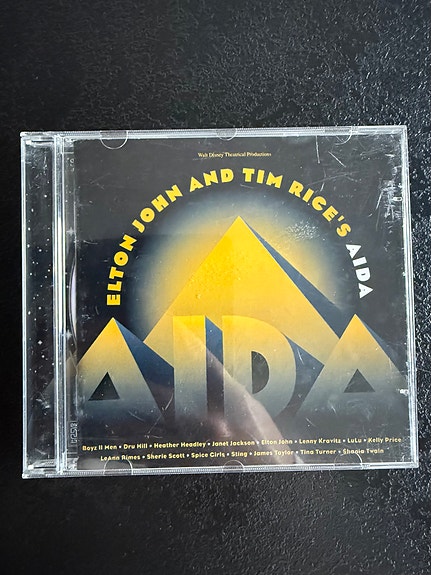 Walt Disney Theatrical Productions
ELTON JOHN AND TIM RICE'S AIDA
AIDA
Boyz II Men • Dru Hill • Heather Headley • Janet Jackson • Elton John • Lenny Kravitz • LuLu • Kelly Price
LeAnn Rimes • Sherie Scott • Spice Girls • Sting • James Taylor • Tina Turner • Shania Twain